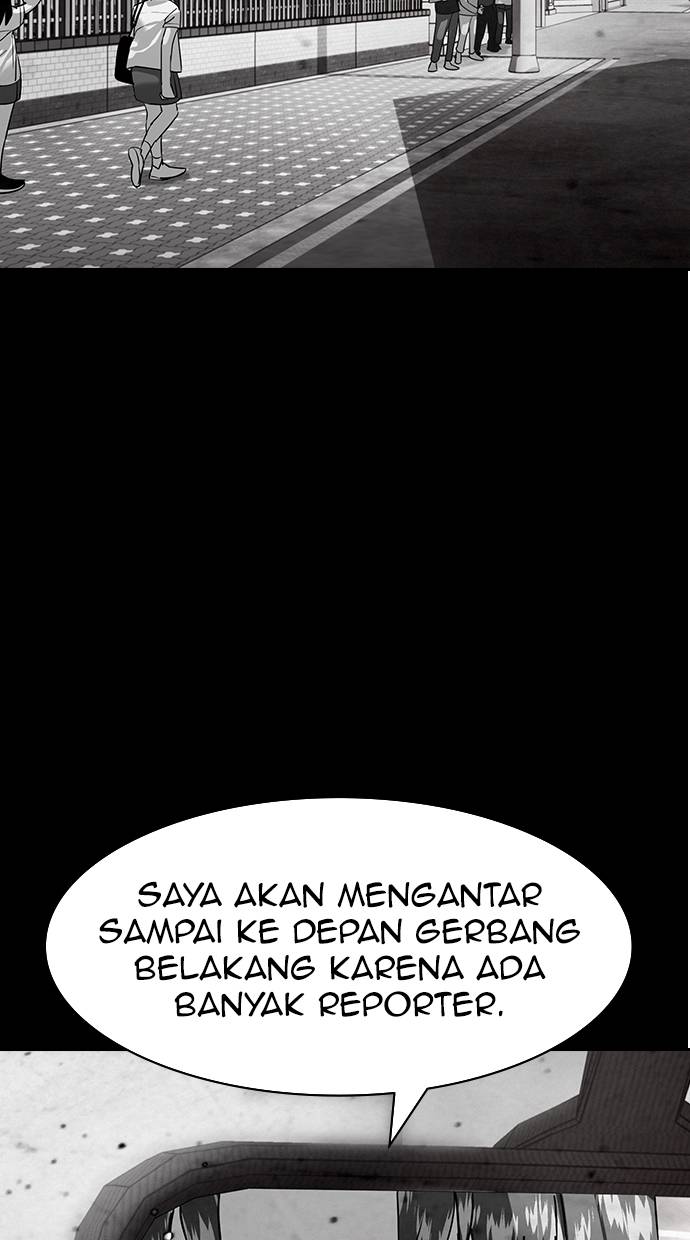 SAYA AKAN MENGANTAR
SAMPAI KE DEPAN GERBANG
BELAKANG KARENA ADA
BANYAK REPORTER.